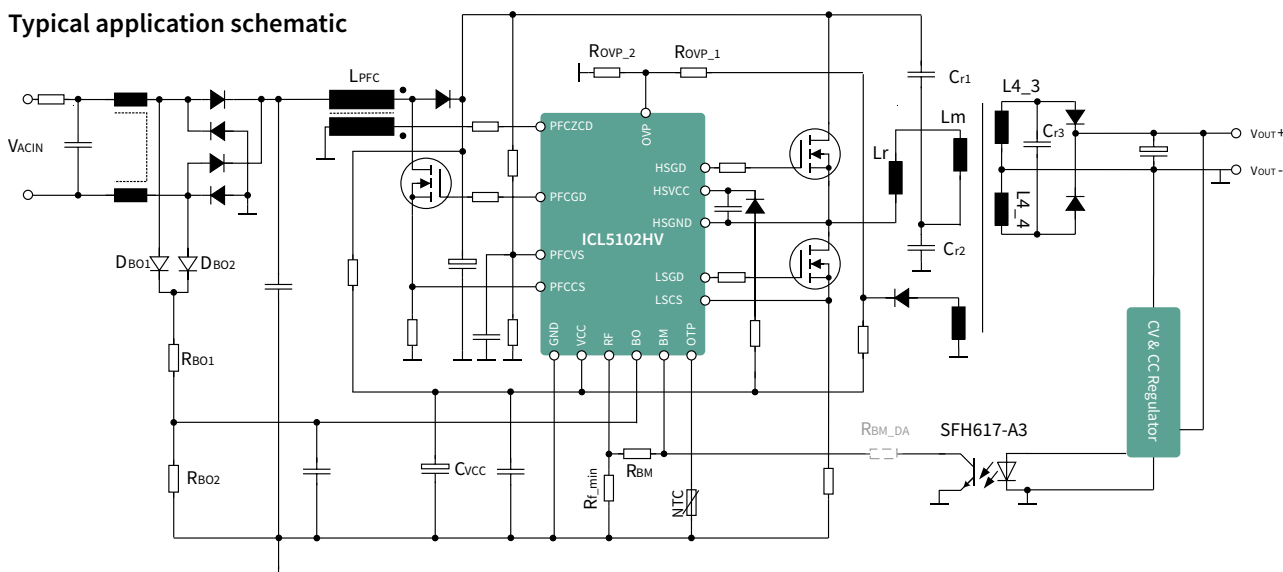 Typical application schematic
ROVP_2
ROVP_1
LPFC
Cr1
L4_3
PFCZCD
OVP
Lm
Cr3
VOUT+
VACIN
Lr
HSGD
VOUT-
HSVCC
PFCGD
L4_4
HSGND
ICL5102HV
Cr2
PFCVS
DBO1
DBO2
LSGD
PFCCS
LSCS
GND
VCC
RF
BO
BM
OTP
CV & CC Regulator
RBO1
RBM_DA
SFH617-A3
RBO2
CVCC
RBM
Rf_min
NTC